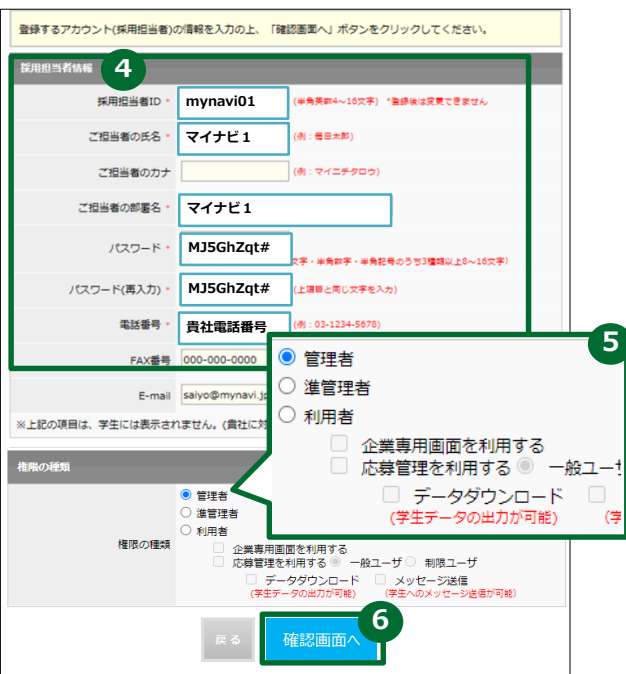 登録するアカウント(採用担当者)の情報を入力の上、「確認画面へ」ボタンをクリックしてください。
採用担当者情報
4
採用担当者ID * mynavi01 (半角英数4～16文字) *登録後は変更できません
ご担当者の氏名 * マイナビ１ (例：毎日太郎)
ご担当者のカナ (例：マイニチタロウ)
ご担当者の部署名 * マイナビ１
パスワード * MJ5GhZqt# 文字・半角数字・半角記号のうち3種類以上8～16文字)
パスワード(再入力) * MJ5GhZqt# (上項目と同じ文字を入力)
電話番号 * 貴社電話番号 (例：03-1234-5678)
FAX番号 000-000-0000
E-mail saiyo@mynavi.jp
※上記の項目は、学生には表示されません。(貴社に対
5
管理者
準管理者
利用者
企業専用画面を利用する
応募管理を利用する 一般ユーザ
データダウンロード
(学生データの出力が可能) (学
権限の種類
権限の種類
管理者
準管理者
利用者
企業専用画面を利用する
応募管理を利用する 一般ユーザ 制限ユーザ
データダウンロード メッセージ送信
(学生データの出力が可能) (学生へのメッセージ送信が可能)
戻る
確認画面へ
6